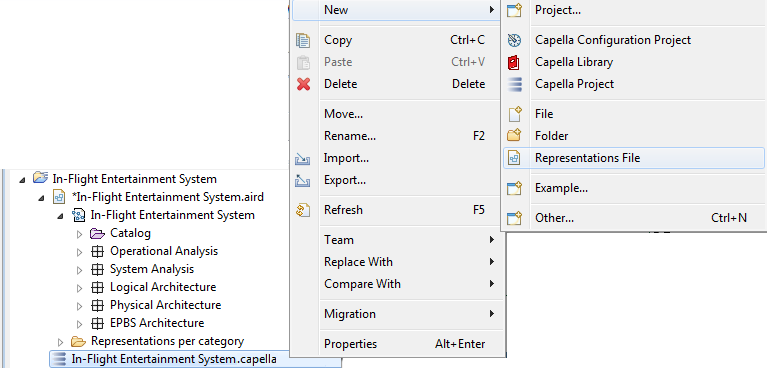 New
Copy Ctrl+C
Paste Ctrl+V
Delete Delete
Move...
Rename... F2
Import...
Export...
Refresh F5
Team
Replace With
Compare With
Migration
Properties Alt+Enter
Project...
Capella Configuration Project
Capella Library
Capella Project
File
Folder
Representations File
Example...
Other... Ctrl+N
In-Flight Entertainment System
*In-Flight Entertainment System.aird
In-Flight Entertainment System
Catalog
Operational Analysis
System Analysis
Logical Architecture
Physical Architecture
EPBS Architecture
Representations per category
In-Flight Entertainment System.capella